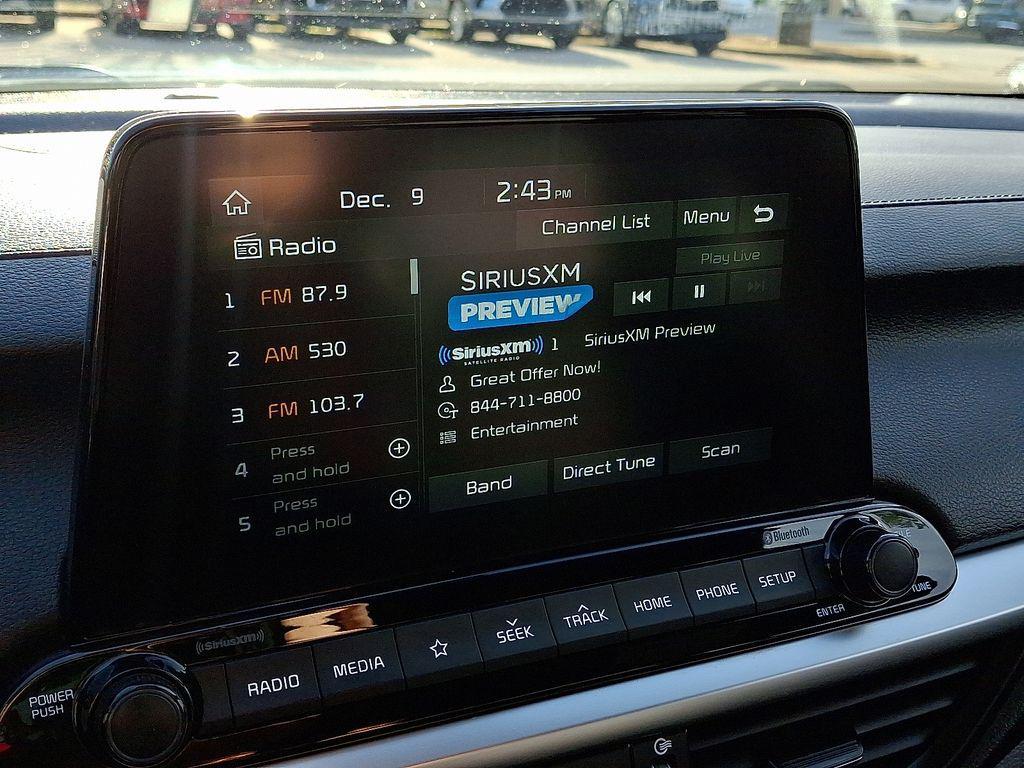 Dec. 9 2:43 PM
Channel List Menu
Radio
Play Live
1 FM 87.9
2 AM 530
3 FM 103.7
4 Press and hold
5 Press and hold
SIRIUSXM
PREVIEW
((SiriusXm)) 1 SiriusXM Preview
SATELLITE RADIO
Great Offer Now!
844-711-8800
Entertainment
Band Direct Tune Scan
Bluetooth
((SiriusXm))
POWER
PUSH
RADIO MEDIA SEEK TRACK HOME PHONE SETUP
ENTER
TUNE